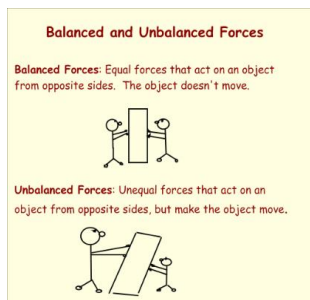 Balanced and Unbalanced Forces
Balanced Forces: Equal forces that act on an object
from opposite sides. The object doesn't move.
Unbalanced Forces: Unequal forces that act on an
object from opposite sides, but make the object move.